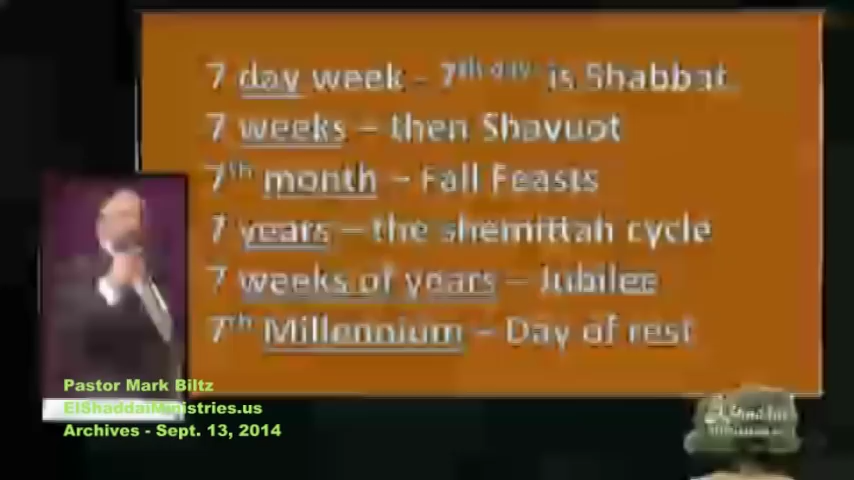 7 day week - 7th day is Shabbat
7 weeks – then Shavuot
7th month – Fall Feasts
7 years – the shemittah cycle
7 weeks of years – Jubilee
7th Millennium – Day of rest
Pastor Mark Biltz
ElShaddaiMinistries.us
Archives - Sept. 13, 2014
El Shaddai